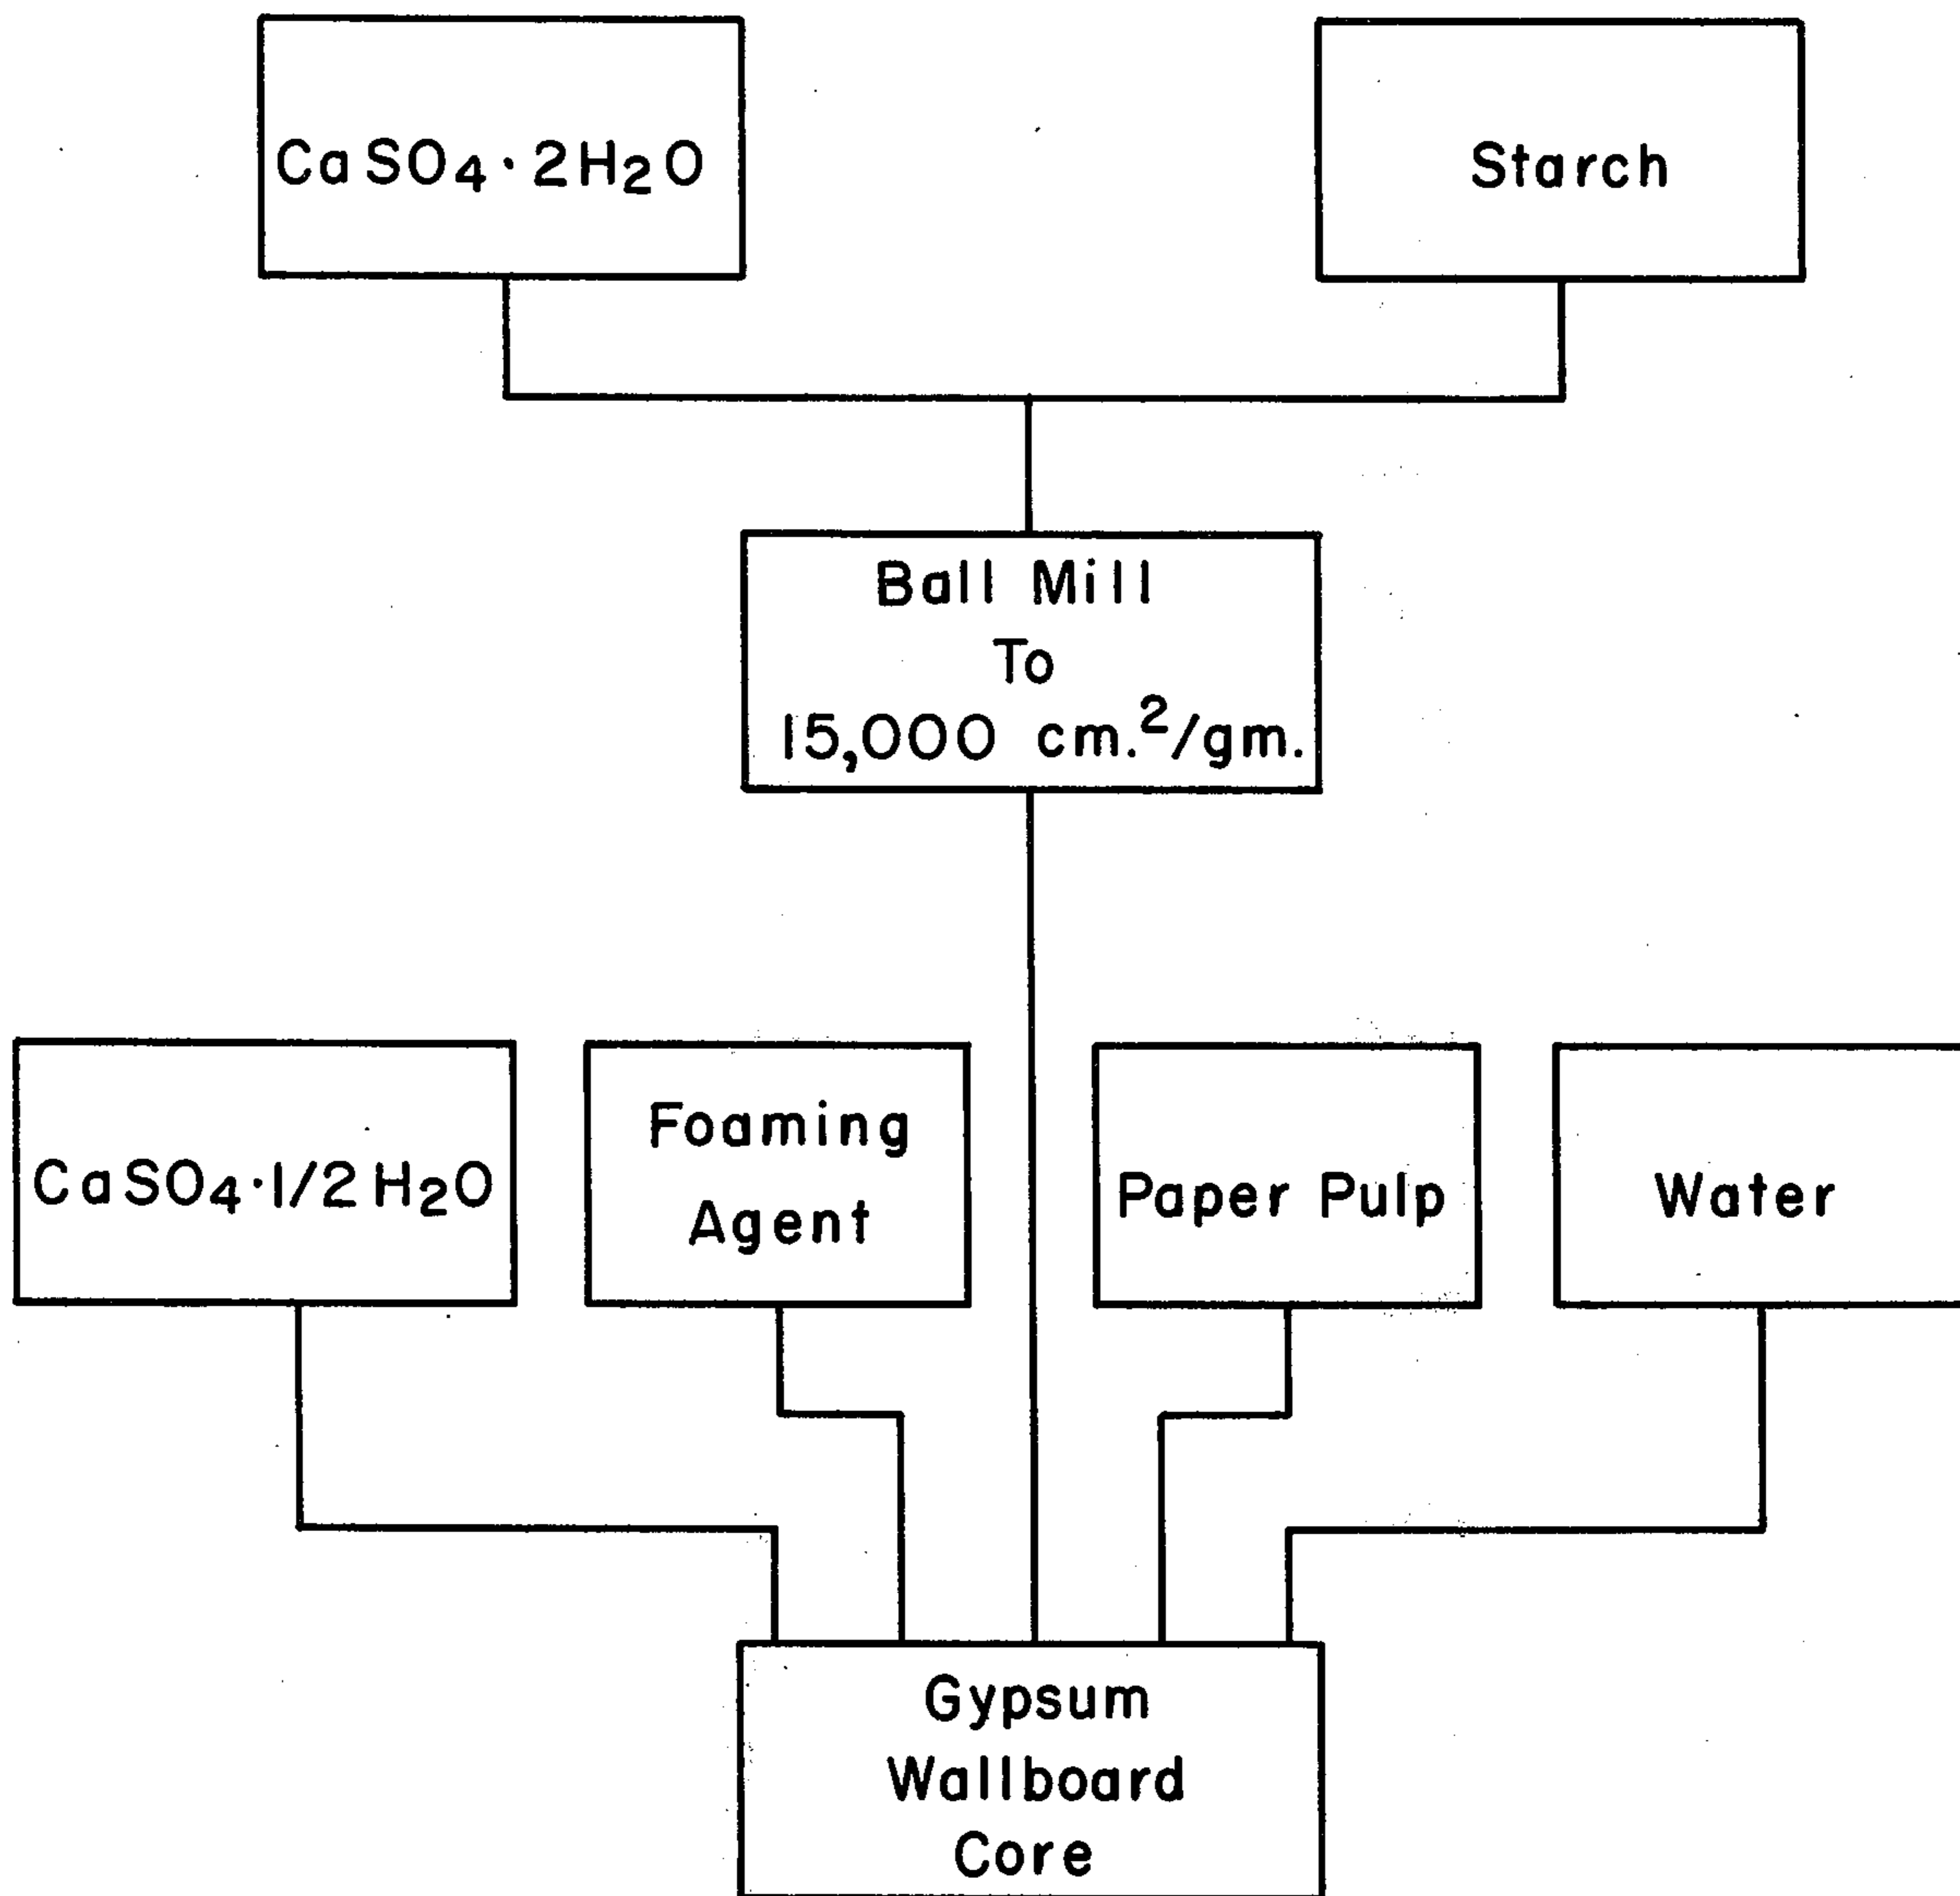 CaSO₄·2H₂O
Starch
Ball Mill
To
15,000 cm.²/gm.
CaSO₄·1/2H₂O
Foaming
Agent
Paper Pulp
Water
Gypsum
Wallboard
Core